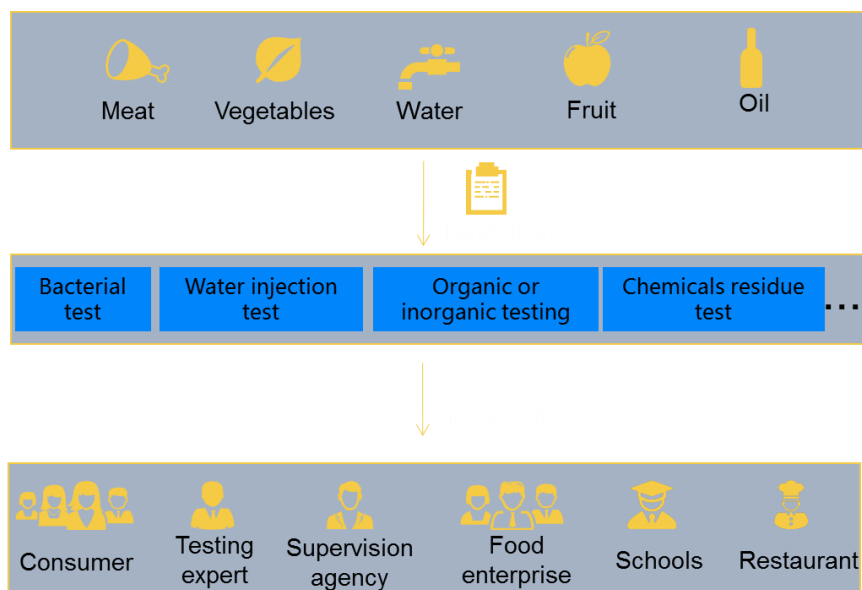 Meat
Vegetables
Water
Fruit
Oil
Bacterial
test
Water injection
test
Organic or
inorganic testing
Chemicals residue
test
...
Consumer
Testing
expert
Supervision
agency
Food
enterprise
Schools
Restaurant